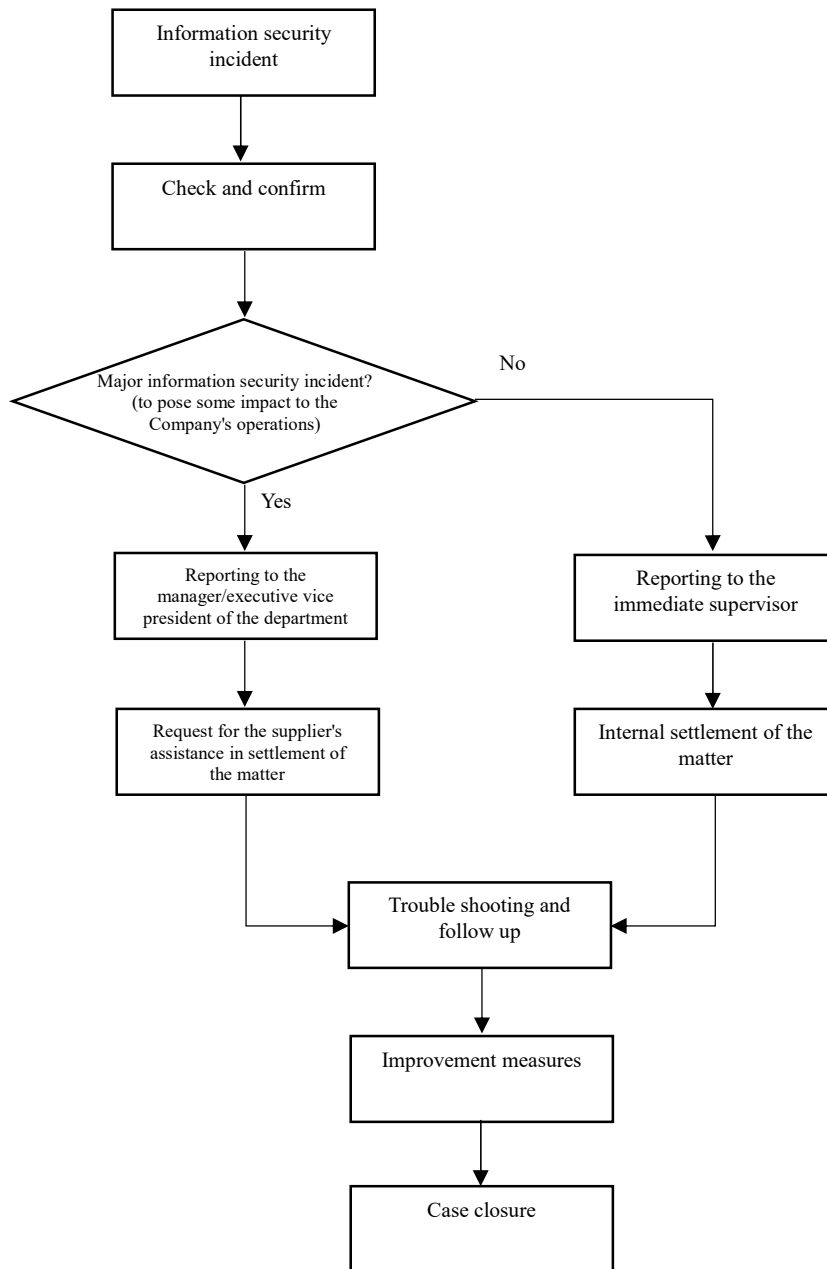 Information security
incident
Check and confirm
No
Major information security incident?
(to pose some impact to the
Company's operations)
Yes
Reporting to the
manager/executive vice
president of the department
Reporting to the
immediate supervisor
Request for the supplier's
assistance in settlement of
the matter
Internal settlement of the
matter
Trouble shooting and
follow up
Improvement measures
Case closure